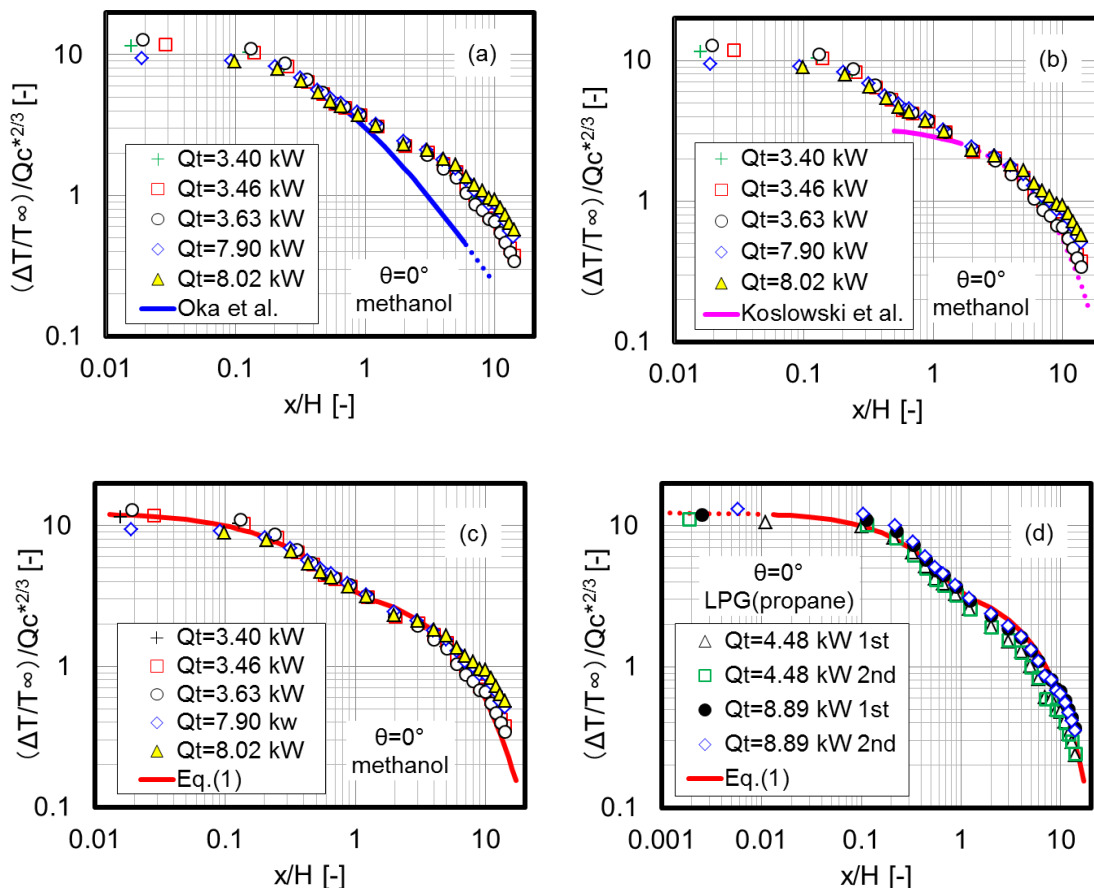 (ΔT/T∞)/Qc*2/3 [-]
10
1
0.1
(a)
Qt=3.40 kW
Qt=3.46 kW
Qt=3.63 kW
Qt=7.90 kW
Qt=8.02 kW
Oka et al.
θ=0°
methanol
0.01 0.1 1 10
x/H [-]
(ΔT/T∞)/Qc*2/3 [-]
10
1
0.1
(b)
Qt=3.40 kW
Qt=3.46 kW
Qt=3.63 kW
Qt=7.90 kW
Qt=8.02 kW
Koslowski et al.
θ=0°
methanol
0.01 0.1 1 10
x/H [-]
(ΔT/T∞)/Qc*2/3 [-]
10
1
0.1
(c)
Qt=3.40 kW
Qt=3.46 kW
Qt=3.63 kW
Qt=7.90 kw
Qt=8.02 kW
Eq.(1)
θ=0°
methanol
0.01 0.1 1 10
x/H [-]
(ΔT/T∞)/Qc*2/3 [-]
10
1
0.1
(d)
θ=0°
LPG(propane)
Qt=4.48 kW 1st
Qt=4.48 kW 2nd
Qt=8.89 kW 1st
Qt=8.89 kW 2nd
Eq.(1)
0.001 0.01 0.1 1 10
x/H [-]